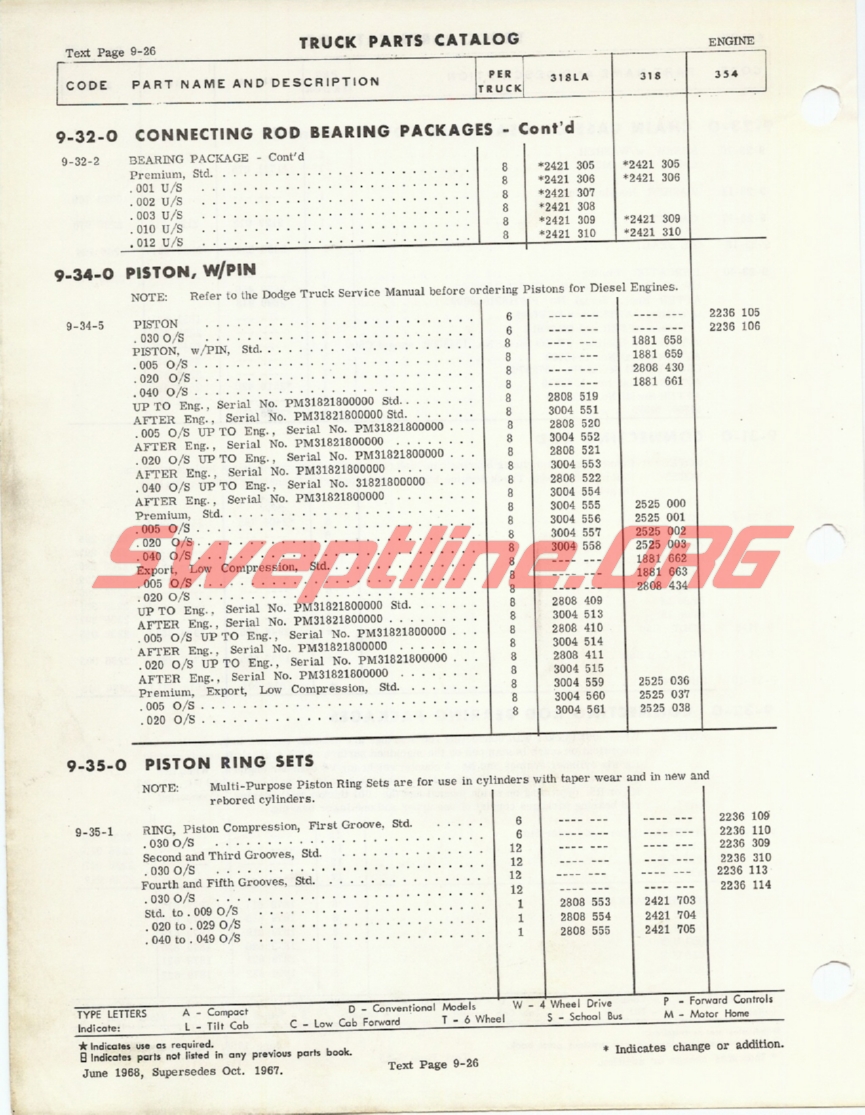 Text Page 9-26 TRUCK PARTS CATALOG ENGINE
CODE PART NAME AND DESCRIPTION PER TRUCK 318LA 318 354
9-32-0 CONNECTING ROD BEARING PACKAGES - Cont'd
9-32-2 BEARING PACKAGE - Cont'd
Premium, Std. . . . . . . . . . . . . . . . . . . . . . . 8 *2421 305 *2421 305
.001 U/S . . . . . . . . . . . . . . . . . . . . . . . 8 *2421 306 *2421 306
.002 U/S . . . . . . . . . . . . . . . . . . . . . . . 8 *2421 307
.003 U/S . . . . . . . . . . . . . . . . . . . . . . . 8 *2421 308
.010 U/S . . . . . . . . . . . . . . . . . . . . . . . 8 *2421 309 *2421 309
.012 U/S . . . . . . . . . . . . . . . . . . . . . . . 8 *2421 310 *2421 310
9-34-0 PISTON, W/PIN
NOTE: Refer to the Dodge Truck Service Manual before ordering Pistons for Diesel Engines.
9-34-5 PISTON . . . . . . . . . . . . . . . . . . . . . . . 6 ---- --- ---- --- 2236 105
.030 O/S . . . . . . . . . . . . . . . . . . . . . . . 6 ---- --- ---- --- 2236 106
PISTON, w/PIN, Std. . . . . . . . . . . . . . . . . . . 8 ---- --- 1881 658
.005 O/S . . . . . . . . . . . . . . . . . . . . . . . 8 ---- --- 1881 659
.020 O/S . . . . . . . . . . . . . . . . . . . . . . . 8 ---- --- 2808 430
.040 O/S . . . . . . . . . . . . . . . . . . . . . . . 8 ---- --- 1881 661
UP TO Eng., Serial No. PM31821800000 Std. . . . . . . 8 2808 519
AFTER Eng., Serial No. PM31821800000 Std. . . . . . . 8 3004 551
.005 O/S UP TO Eng., Serial No. PM31821800000 . . . 8 2808 520
AFTER Eng., Serial No. PM31821800000 . . . . . . . . 8 3004 552
.020 O/S UP TO Eng., Serial No. PM31821800000 . . . 8 2808 521
AFTER Eng., Serial No. PM31821800000 . . . . . . . . 8 3004 553
.040 O/S UP TO Eng., Serial No. 31821800000 . . . . . 8 2808 522
AFTER Eng., Serial No. PM31821800000 . . . . . . . . 8 3004 554
Premium, Std. . . . . . . . . . . . . . . . . . . . . . 8 3004 555 2525 000
.005 O/S . . . . . . . . . . . . . . . . . . . . . . . 8 3004 556 2525 001
.020 O/S . . . . . . . . . . . . . . . . . . . . . . . 8 3004 557 2525 002
.040 O/S . . . . . . . . . . . . . . . . . . . . . . . 8 3004 558 2525 003
Export, Low Compression, Std. . . . . . . . . . . . . 8 ---- --- 1881 662
.005 O/S . . . . . . . . . . . . . . . . . . . . . . . 8 ---- --- 1881 663
.020 O/S . . . . . . . . . . . . . . . . . . . . . . . 8 ---- --- 2808 434
UP TO Eng., Serial No. PM31821800000 Std. . . . . . . 8 2808 409
AFTER Eng., Serial No. PM31821800000 . . . . . . . . 8 3004 513
.005 O/S UP TO Eng., Serial No. PM31821800000 . . . 8 2808 410
AFTER Eng., Serial No. PM31821800000 . . . . . . . . 8 3004 514
.020 O/S UP TO Eng., Serial No. PM31821800000 . . . 8 2808 411
AFTER Eng., Serial No. PM31821800000 . . . . . . . . 8 3004 515
Premium, Export, Low Compression, Std. . . . . . . . 8 3004 559 2525 036
.005 O/S . . . . . . . . . . . . . . . . . . . . . . . 8 3004 560 2525 037
.020 O/S . . . . . . . . . . . . . . . . . . . . . . . 8 3004 561 2525 038
Sweptline.ORG
9-35-0 PISTON RING SETS
NOTE: Multi-Purpose Piston Ring Sets are for use in cylinders with taper wear and in new and
rebored cylinders.
9-35-1 RING, Piston Compression, First Groove, Std. . . . . . 6 ---- --- ---- --- 2236 109
.030 O/S . . . . . . . . . . . . . . . . . . . . . . 6 ---- --- ---- --- 2236 110
Second and Third Grooves, Std. . . . . . . . . . . . . 12 ---- --- ---- --- 2236 309
.030 O/S . . . . . . . . . . . . . . . . . . . . . . 12 ---- --- ---- --- 2236 310
Fourth and Fifth Grooves, Std. . . . . . . . . . . . . 12 ---- --- ---- --- 2236 113
.030 O/S . . . . . . . . . . . . . . . . . . . . . . 12 ---- --- ---- --- 2236 114
Std. to .009 O/S . . . . . . . . . . . . . . . . . . . 1 2808 553 2421 703
.020 to .029 O/S . . . . . . . . . . . . . . . . . . . 1 2808 554 2421 704
.040 to .049 O/S . . . . . . . . . . . . . . . . . . . 1 2808 555 2421 705
TYPE LETTERS A - Compact D - Conventional Models W - 4 Wheel Drive P - Forward Controls
Indicate: L - Tilt Cab C - Low Cab Forward T - 6 Wheel S - School Bus M - Motor Home
★ Indicates use as required.
8 Indicates parts not listed in any previous parts book. * Indicates change or addition.
June 1968, Supersedes Oct. 1967. Text Page 9-26